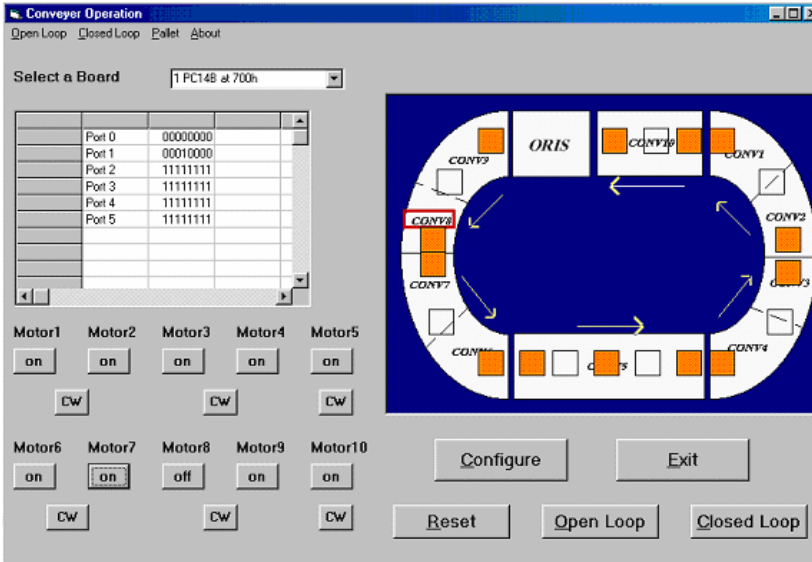 Conveyer Operation
Open Loop Closed Loop Pallet About
Select a Board 1 PC14B at 700h
Port 0 00000000
Port 1 00010000
Port 2 11111111
Port 3 11111111
Port 4 11111111
Port 5 11111111
CONV9 ORIS CONV10 CONV1
CONV8 CONV2
CONV7
CONV4
Motor1 Motor2 Motor3 Motor4 Motor5
on on on on on
CW CW CW
Motor6 Motor7 Motor8 Motor9 Motor10
on on off on on
CW CW CW
Configure Exit
Reset Open Loop Closed Loop